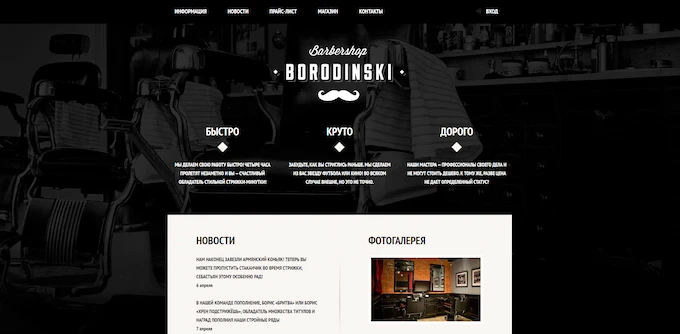 ИНФОРМАЦИЯ НОВОСТИ ПРАЙС-ЛИСТ МАГАЗИН КОНТАКТЫ ВХОД
Barbershop
BORODINSKI
БЫСТРО КРУТО ДОРОГО
МЫ ДЕЛАЕМ СВОЮ РАБОТУ БЫСТРО! ЧЕТЫРЕ ЧАСА
ПРОЛЕТЯТ НЕЗАМЕТНО И ВЫ — СЧАСТЛИВЫЙ
ОБЛАДАТЕЛЬ СТИЛЬНОЙ СТРИЖКИ-МИНУТКИ!
ЗАБУДЬТЕ, КАК ВЫ СТРИГЛИСЬ РАНЬШЕ. МЫ СДЕЛАЕМ
ИЗ ВАС ЗВЕЗДУ ФУТБОЛА ИЛИ КИНО! ВО ВСЯКОМ
СЛУЧАЕ ВНЕШНЕ, НО ЭТО НЕ ТОЧНО.
НАШИ МАСТЕРА — ПРОФЕССИОНАЛЫ СВОЕГО ДЕЛА И
НЕ МОГУТ СТОИТЬ ДЕШЕВО. К ТОМУ ЖЕ, РАЗВЕ ЦЕНА
НЕ ДАЕТ ОПРЕДЕЛЕННЫЙ СТАТУС?
НОВОСТИ
НАМ НАКОНЕЦ ЗАВЕЗЛИ АРМЯНСКИЙ КОНЬЯК! ТЕПЕРЬ ВЫ
МОЖЕТЕ ПРОПУСТИТЬ СТАКАНЧИК ВО ВРЕМЯ СТРИЖКИ,
СЕБАСТЬЯН ЭТОМУ ОСОБЕННО РАД!
6 апреля
В НАШЕЙ КОМАНДЕ ПОПОЛНЕНИЕ, БОРИС «БРИТВА» ИЛИ БОРИС
«ХРЕН ПОДСТРИЖЁШЬ», ОБЛАДАТЕЛЬ МНОЖЕСТВА ТИТУЛОВ И
НАГРАД ПОПОЛНИЛ НАШИ СТРОЙНЫЕ РЯДЫ
7 апреля
ФОТОГАЛЕРЕЯ